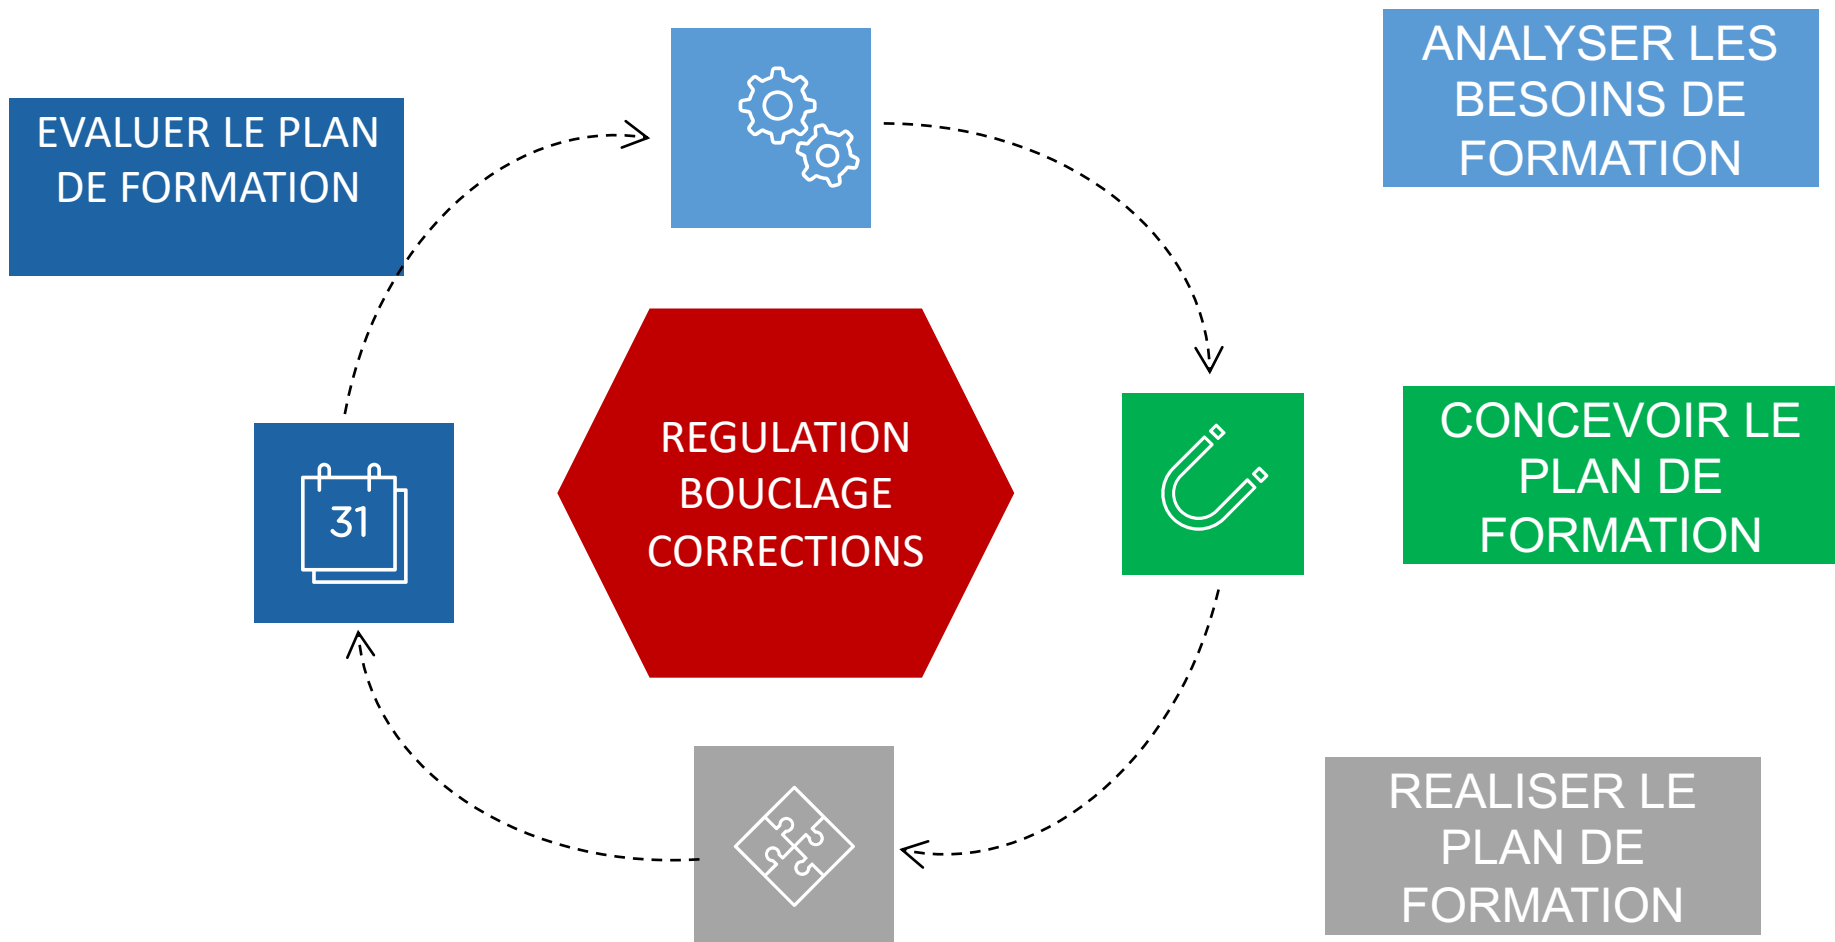 EVALUER LE PLAN
DE FORMATION
ANALYSER LES
BESOINS DE
FORMATION
REGULATION
BOUCLAGE
CORRECTIONS
31
CONCEVOIR LE
PLAN DE
FORMATION
REALISER LE
PLAN DE
FORMATION